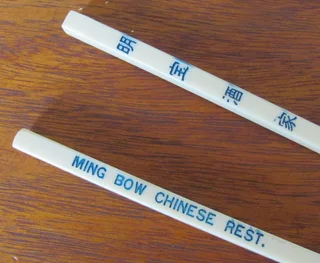 明宝酒家
MING BOW CHINESE REST.